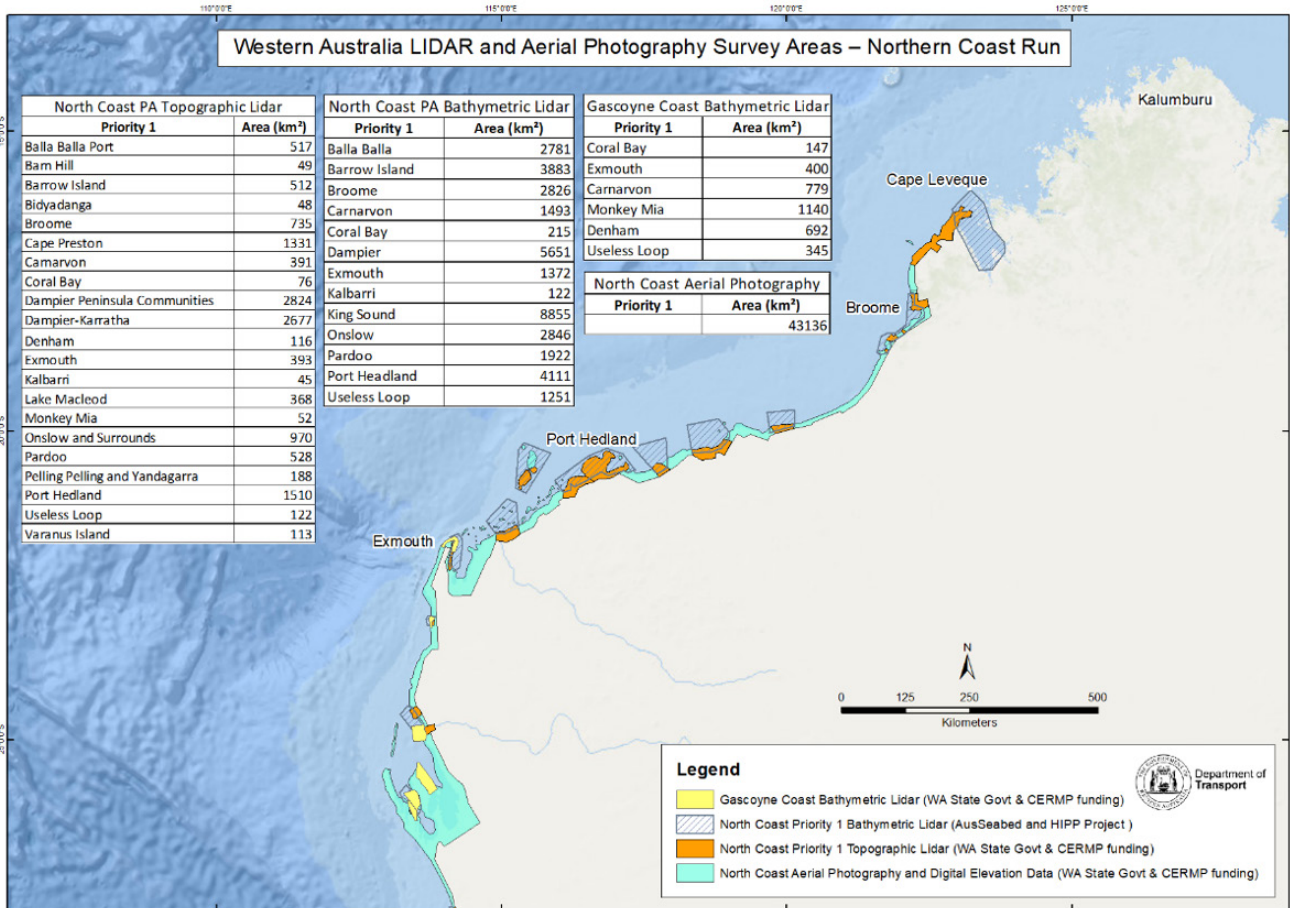 110°0'0"E
115°0'0"E
120°0'0"E
125°0'0"E
Western Australia LIDAR and Aerial Photography Survey Areas – Northern Coast Run
North Coast PA Topographic Lidar
Priority 1 Area (km²)
Balla Balla Port 517
Barn Hill 49
Barrow Island 512
Bidyadanga 48
Broome 735
Cape Preston 1331
Carnarvon 391
Coral Bay 76
Dampier Peninsula Communities 2824
Dampier-Karratha 2677
Denham 116
Exmouth 393
Kalbarri 45
Lake Macleod 368
Monkey Mia 52
Onslow and Surrounds 970
Pardoo 528
Pelling Pelling and Yandagarra 188
Port Hedland 1510
Useless Loop 122
Varanus Island 113
North Coast PA Bathymetric Lidar
Priority 1 Area (km²)
Balla Balla 2781
Barrow Island 3883
Broome 2826
Carnarvon 1493
Coral Bay 215
Dampier 5651
Exmouth 1372
Kalbarri 122
King Sound 8855
Onslow 2846
Pardoo 1922
Port Headland 4111
Useless Loop 1251
Gascoyne Coast Bathymetric Lidar
Priority 1 Area (km²)
Coral Bay 147
Exmouth 400
Carnarvon 779
Monkey Mia 1140
Denham 692
Useless Loop 345
North Coast Aerial Photography
Priority 1 Area (km²)
43136
Kalumburu
Cape Leveque
Broome
Port Hedland
Exmouth
N
0 125 250 500
Kilometers
Legend
Gascoyne Coast Bathymetric Lidar (WA State Govt & CERMP funding)
North Coast Priority 1 Bathymetric Lidar (AusSeabed and HIPP Project )
North Coast Priority 1 Topographic Lidar (WA State Govt & CERMP funding)
North Coast Aerial Photography and Digital Elevation Data (WA State Govt & CERMP funding)
Department of
Transport